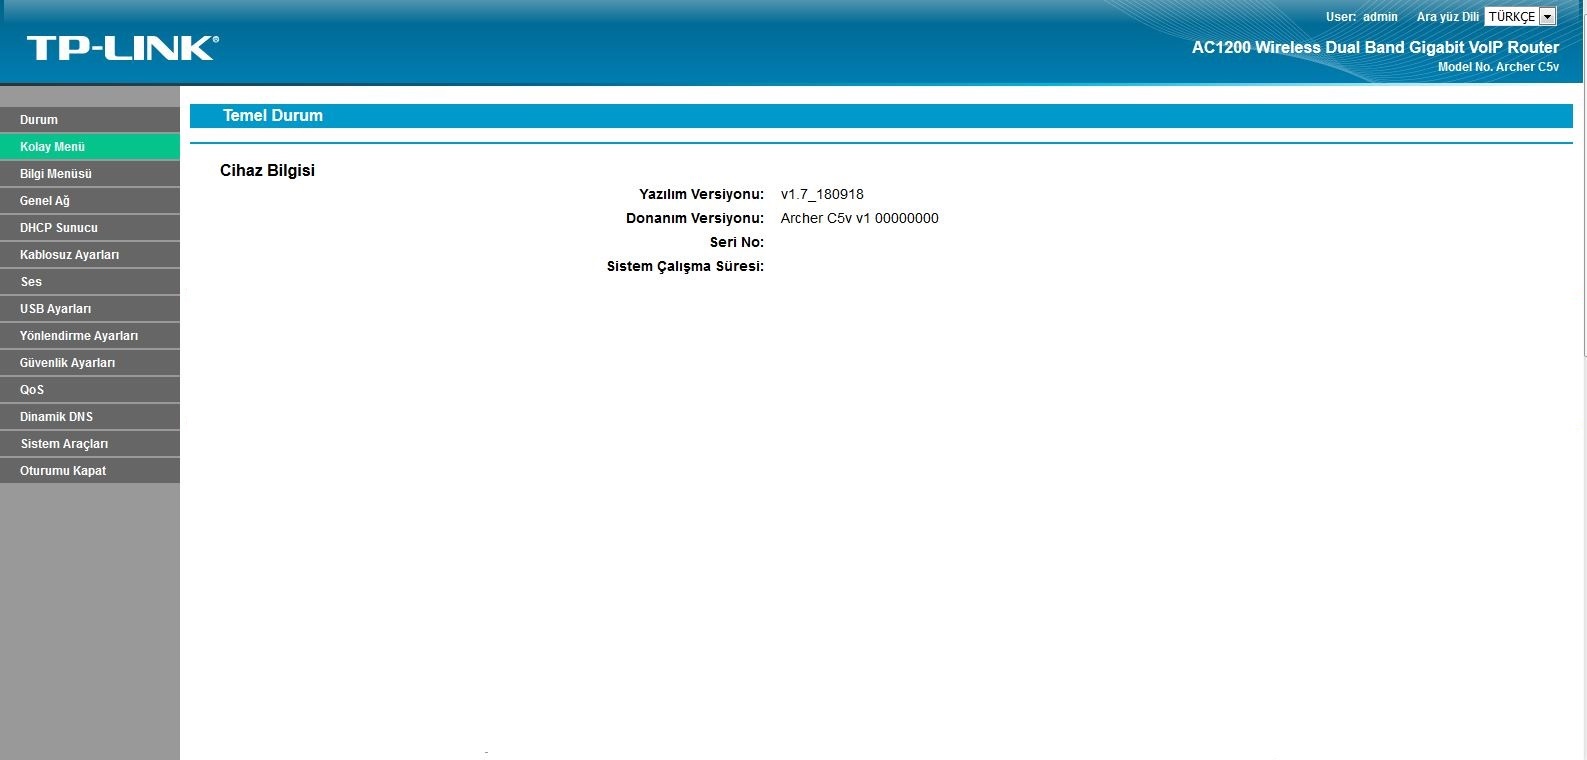 User: admin Ara yüz Dili TÜRKÇE
TP-LINK®
AC1200 Wireless Dual Band Gigabit VoIP Router
Model No. Archer C5v
Durum
Kolay Menü
Bilgi Menüsü
Genel Ağ
DHCP Sunucu
Kablosuz Ayarları
Ses
USB Ayarları
Yönlendirme Ayarları
Güvenlik Ayarları
QoS
Dinamik DNS
Sistem Araçları
Oturumu Kapat
Temel Durum
Cihaz Bilgisi
Yazılım Versiyonu: v1.7_180918
Donanım Versiyonu: Archer C5v v1 00000000
Seri No:
Sistem Çalışma Süresi: